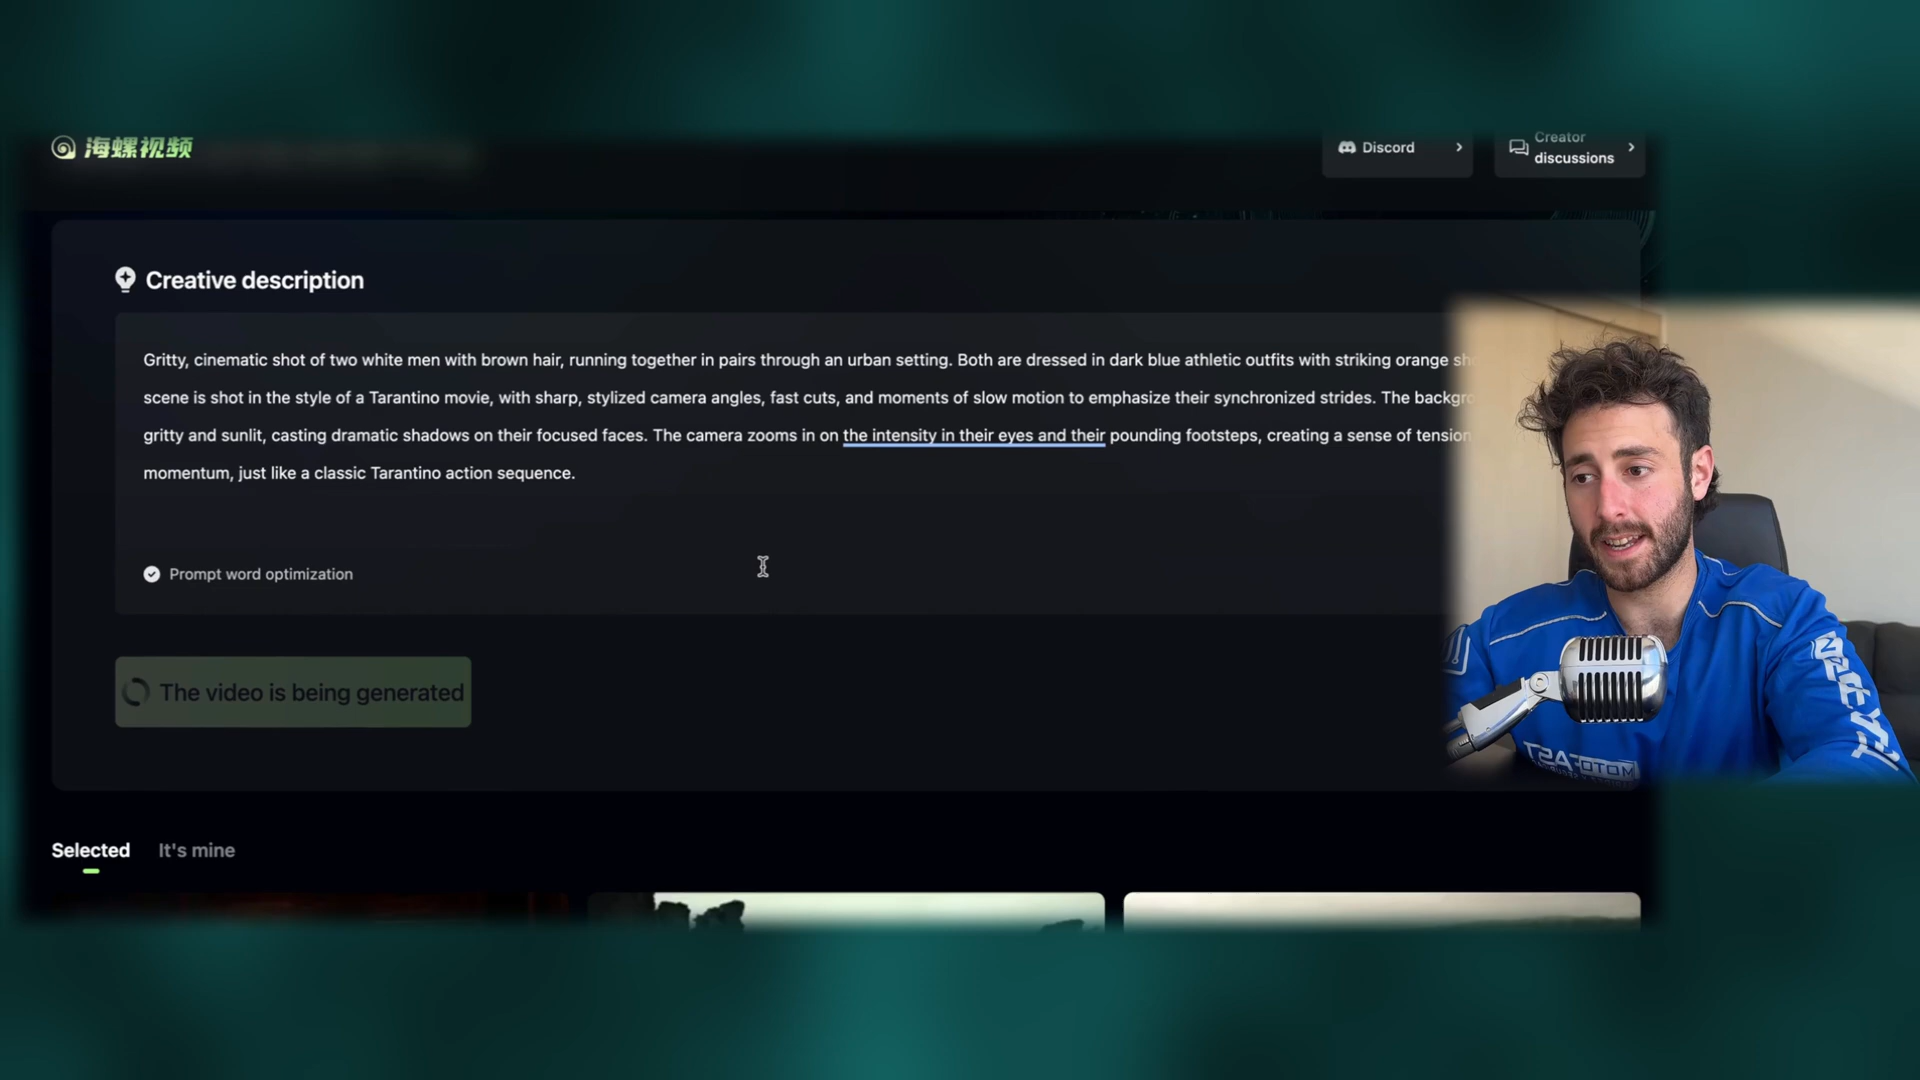 海螺视频
Discord
Creator
discussions
Creative description
Gritty, cinematic shot of two white men with brown hair, running together in pairs through an urban setting. Both are dressed in dark blue athletic outfits with striking orange
scene is shot in the style of a Tarantino movie, with sharp, stylized camera angles, fast cuts, and moments of slow motion to emphasize their synchronized strides. The
gritty and sunlit, casting dramatic shadows on their focused faces. The camera zooms in on the intensity in their eyes and their pounding footsteps, creating a sense of tension
momentum, just like a classic Tarantino action sequence.
Prompt word optimization
The video is being generated
Selected It's mine